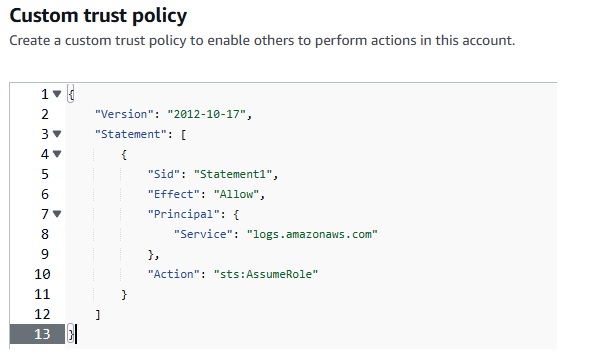 Custom trust policy
Create a custom trust policy to enable others to perform actions in this account.
1 {
2 "Version": "2012-10-17",
3 "Statement": [
4 {
5 "Sid": "Statement1",
6 "Effect": "Allow",
7 "Principal": {
8 "Service": "logs.amazonaws.com"
9 },
10 "Action": "sts:AssumeRole"
11 }
12 ]
13 }